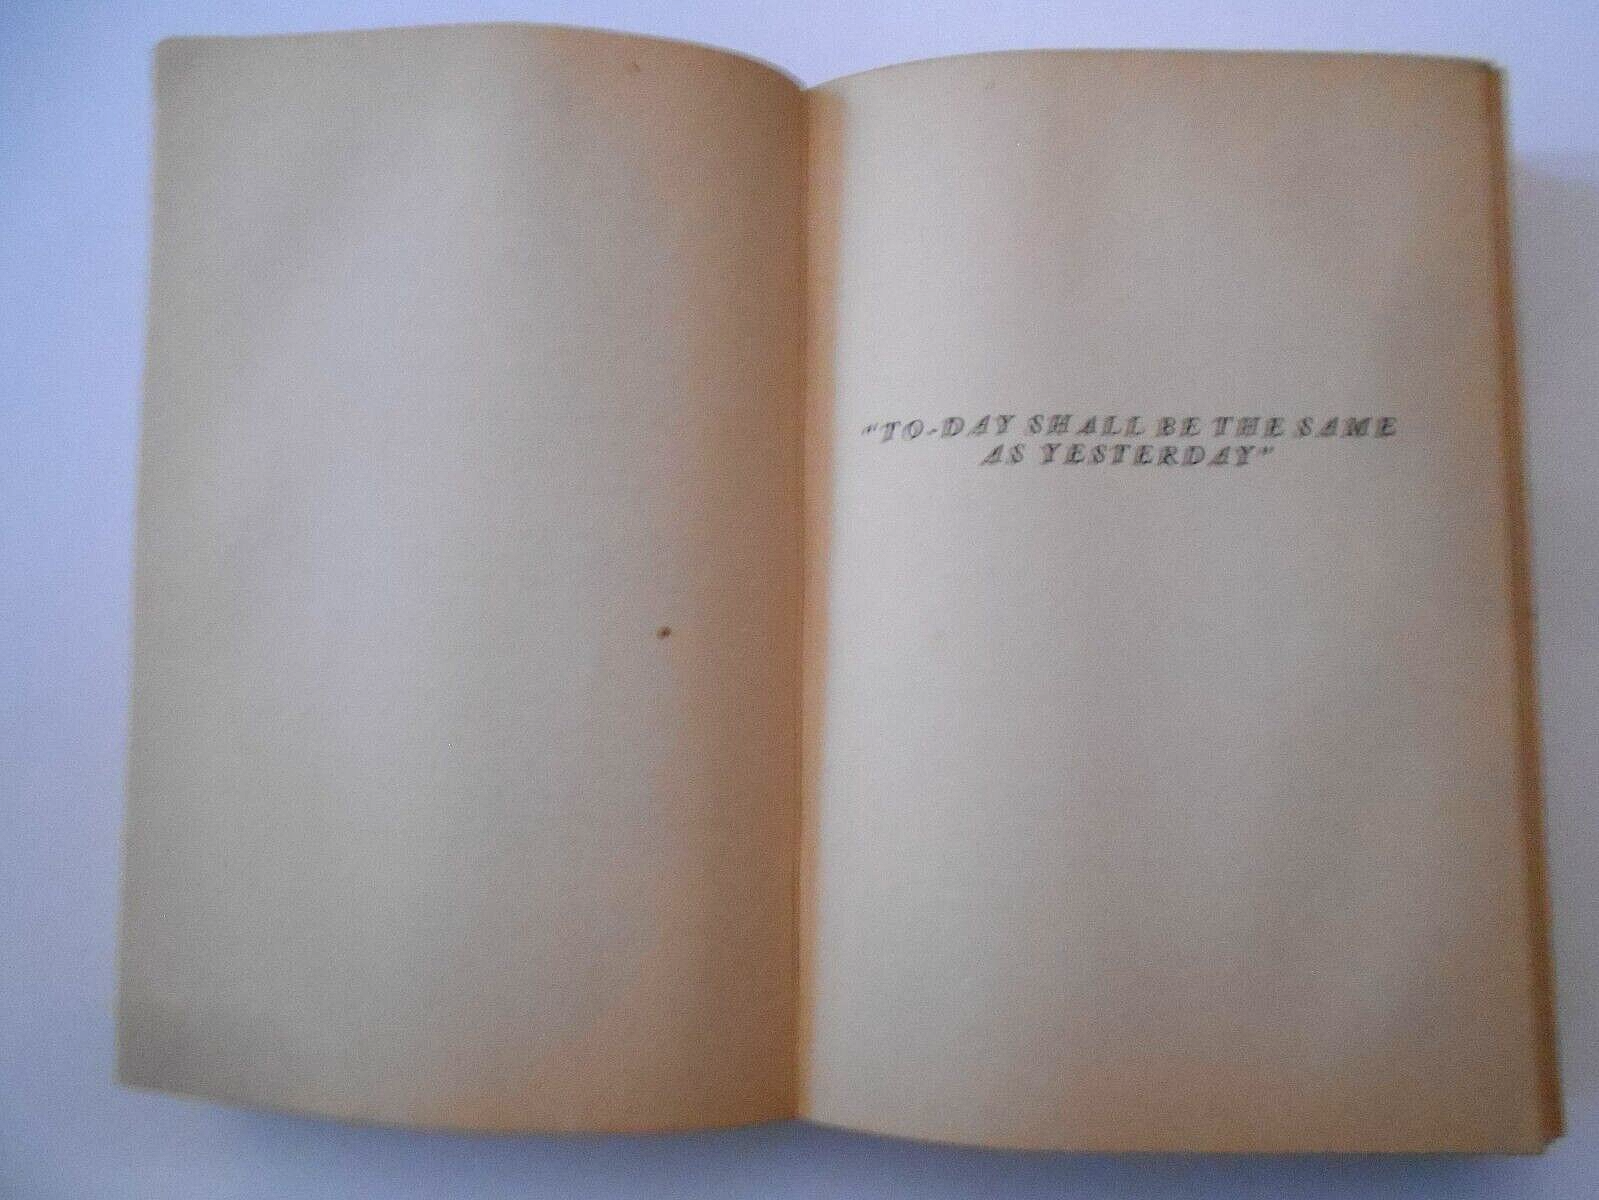 “TO-DAY SHALL BE THE SAME
AS YESTERDAY”